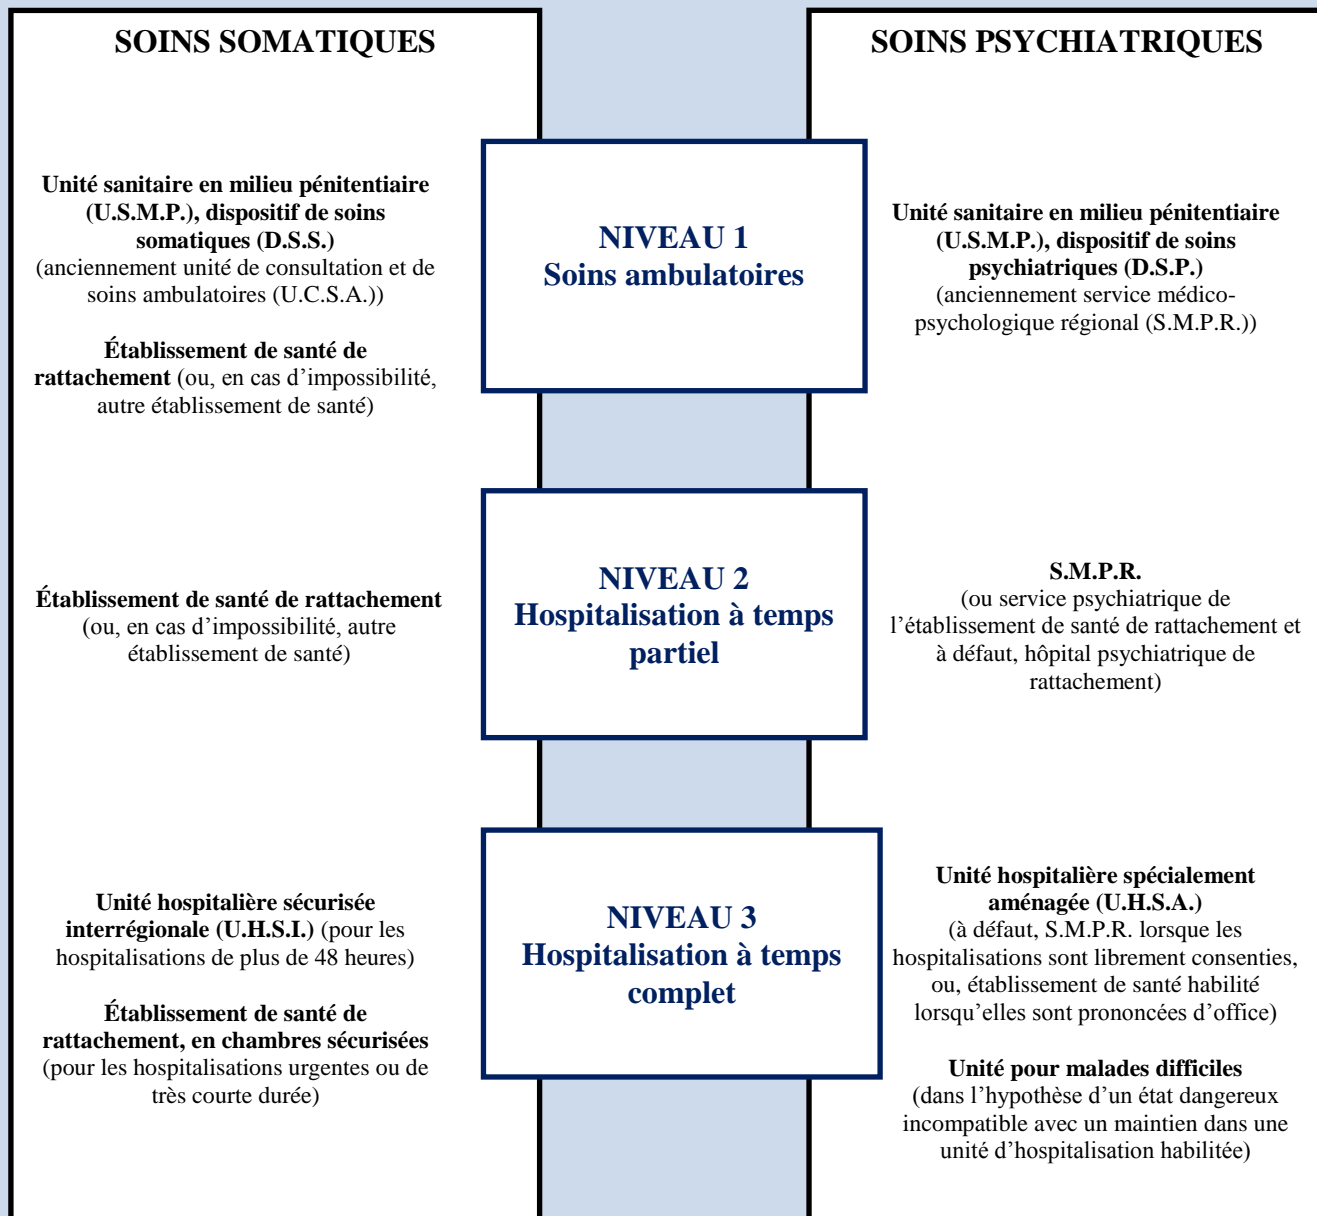 SOINS SOMATIQUES
Unité sanitaire en milieu pénitentiaire
(U.S.M.P.), dispositif de soins
somatiques (D.S.S.)
(anciennement unité de consultation et de
soins ambulatoires (U.C.S.A.))
Établissement de santé de
rattachement (ou, en cas d’impossibilité,
autre établissement de santé)
Établissement de santé de rattachement
(ou, en cas d’impossibilité, autre
établissement de santé)
Unité hospitalière sécurisée
interrégionale (U.H.S.I.) (pour les
hospitalisations de plus de 48 heures)
Établissement de santé de
rattachement, en chambres sécurisées
(pour les hospitalisations urgentes ou de
très courte durée)
NIVEAU 1
Soins ambulatoires
NIVEAU 2
Hospitalisation à temps
partiel
NIVEAU 3
Hospitalisation à temps
complet
SOINS PSYCHIATRIQUES
Unité sanitaire en milieu pénitentiaire
(U.S.M.P.), dispositif de soins
psychiatriques (D.S.P.)
(anciennement service médico-
psychologique régional (S.M.P.R.))
S.M.P.R.
(ou service psychiatrique de
l’établissement de santé de rattachement et
à défaut, hôpital psychiatrique de
rattachement)
Unité hospitalière spécialement
aménagée (U.H.S.A.)
(à défaut, S.M.P.R. lorsque les
hospitalisations sont librement consenties,
ou, établissement de santé habilité
lorsqu’elles sont prononcées d’office)
Unité pour malades difficiles
(dans l’hypothèse d’un état dangereux
incompatible avec un maintien dans une
unité d’hospitalisation habilitée)